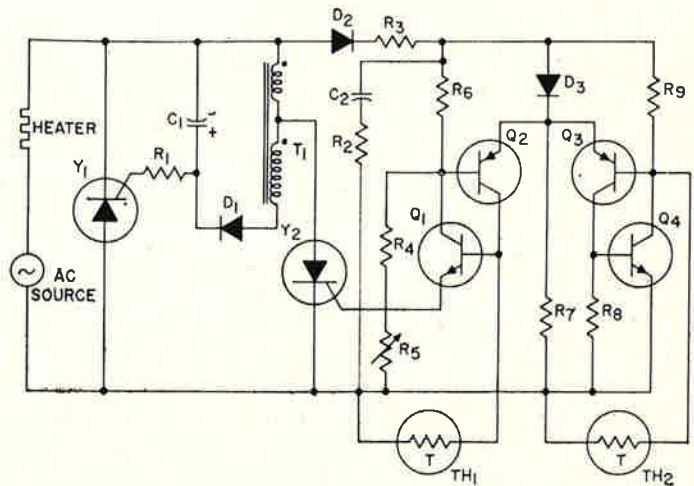 D2
R3
HEATER
C1
-
+
T1
C2
R2
R6
D3
R9
Y1
R1
D1
Y2
Q2
Q3
Q1
Q4
R4
AC
SOURCE
R5
R7
R8
T
TH1
T
TH2